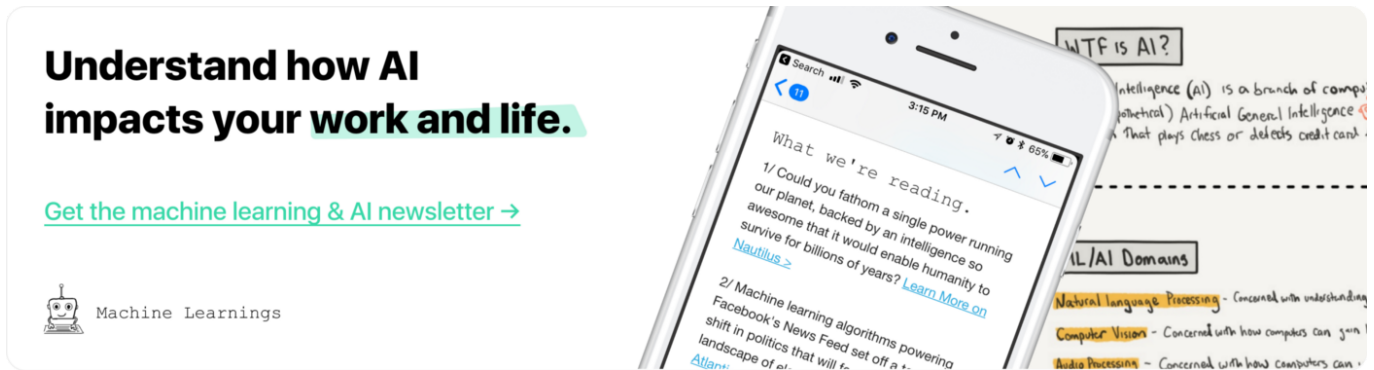 Understand how AI
impacts your work and life.
Get the machine learning & AI newsletter →
Machine Learnings
Search
11
3:15 PM
65%
What we're reading.
1/ Could you fathom a single power running
our planet, backed by an intelligence so
awesome that it would enable humanity to
survive for billions of years? Learn More on
Nautilus >
2/ Machine learning algorithms powering
Facebook's News Feed set off a
shift in politics that will
landscape of
WTF is AI?
Intelligence (AI) is a branch of
Artificial General Intelligence
That plays chess or detects credit card
ML/AI Domains
Natural language Processing - Concerned with understanding
Computer Vision - Concerned with how computers can gain
Audio Processing - Concerned with how computers can